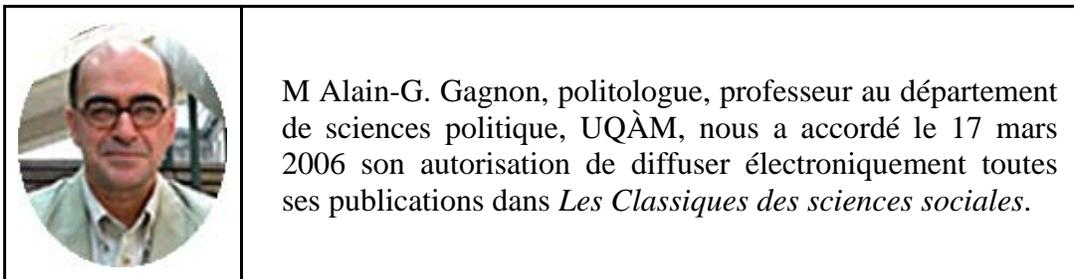 M Alain-G. Gagnon, politologue, professeur au département
de sciences politique, UQÀM, nous a accordé le 17 mars
2006 son autorisation de diffuser électroniquement toutes
ses publications dans Les Classiques des sciences sociales.